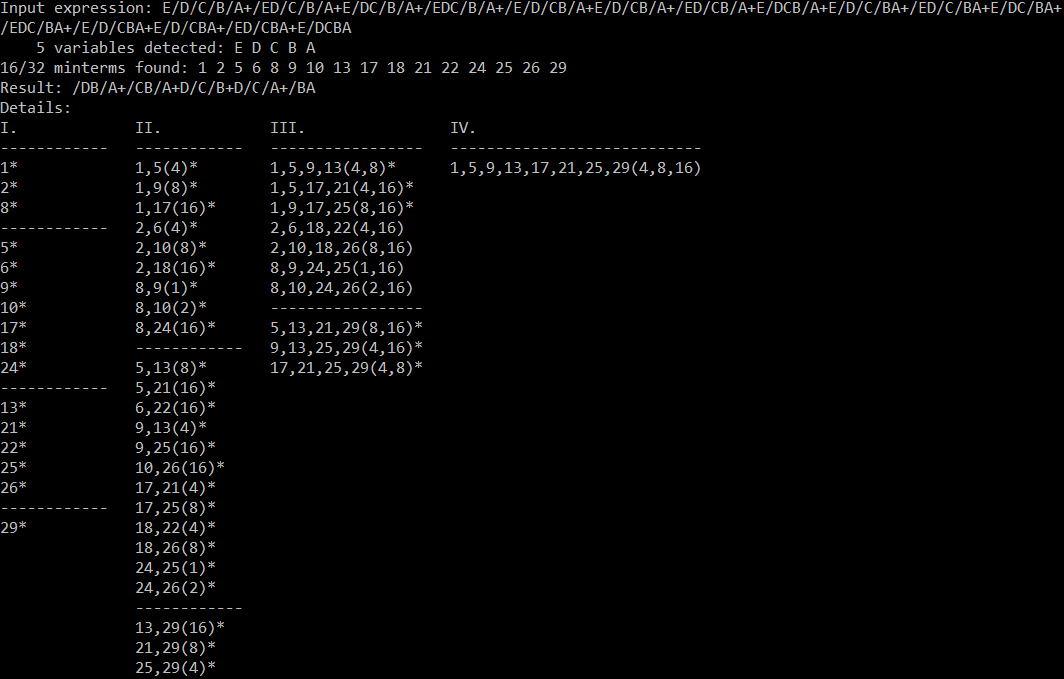 Input expression: E/D/C/B/A+/ED/C/B/A+E/DC/B/A+/EDC/B/A+/E/D/CB/A+E/D/CB/A+/ED/CB/A+E/DCB/A+E/D/C/BA+/ED/C/BA+E/DC/BA+
/EDC/BA+/E/D/CBA+E/D/CBA+/ED/CBA+E/DCBA
    5 variables detected: E D C B A
16/32 minterms found: 1 2 5 6 8 9 10 13 17 18 21 22 24 25 26 29
Result: /DB/A+/CB/A+D/C/B+D/C/A+/BA
Details:
I.             II.            III.                IV.
------------   ------------   -----------------   ----------------------------
1*             1,5(4)*        1,5,9,13(4,8)*      1,5,9,13,17,21,25,29(4,8,16)
2*             1,9(8)*        1,5,17,21(4,16)*
8*             1,17(16)*      1,9,17,25(8,16)*
------------   2,6(4)*        2,6,18,22(4,16)
5*             2,10(8)*       2,10,18,26(8,16)
6*             2,18(16)*      8,9,24,25(1,16)
9*             8,9(1)*        8,10,24,26(2,16)
10*            8,10(2)*       -----------------
17*            8,24(16)*      5,13,21,29(8,16)*
18*            ------------   9,13,25,29(4,16)*
24*            5,13(8)*       17,21,25,29(4,8)*
------------   5,21(16)*
13*            6,22(16)*
21*            9,13(4)*
22*            9,25(16)*
25*            10,26(16)*
26*            17,21(4)*
------------   17,25(8)*
29*            18,22(4)*
               18,26(8)*
               24,25(1)*
               24,26(2)*
               ------------
               13,29(16)*
               21,29(8)*
               25,29(4)*